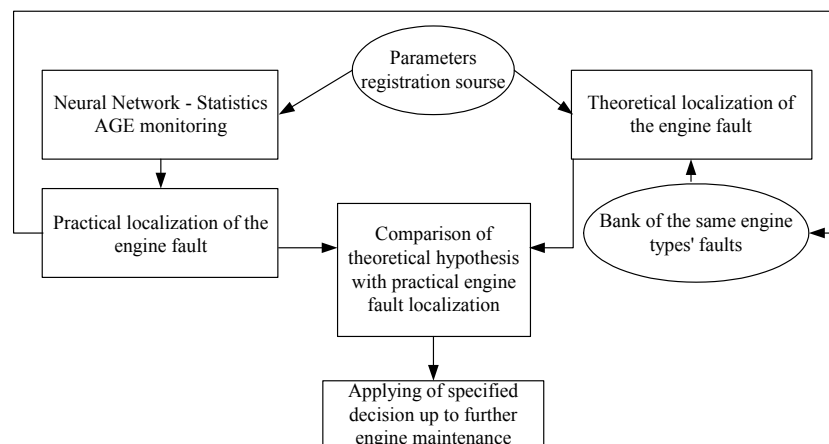 Parameters
registration sourse
Neural Network - Statistics
AGE monitoring
Theoretical localization of
the engine fault
Practical localization of the
engine fault
Comparison of
theoretical hypothesis
with practical engine
fault localization
Bank of the same engine
types' faults
Applying of specified
decision up to further
engine maintenance